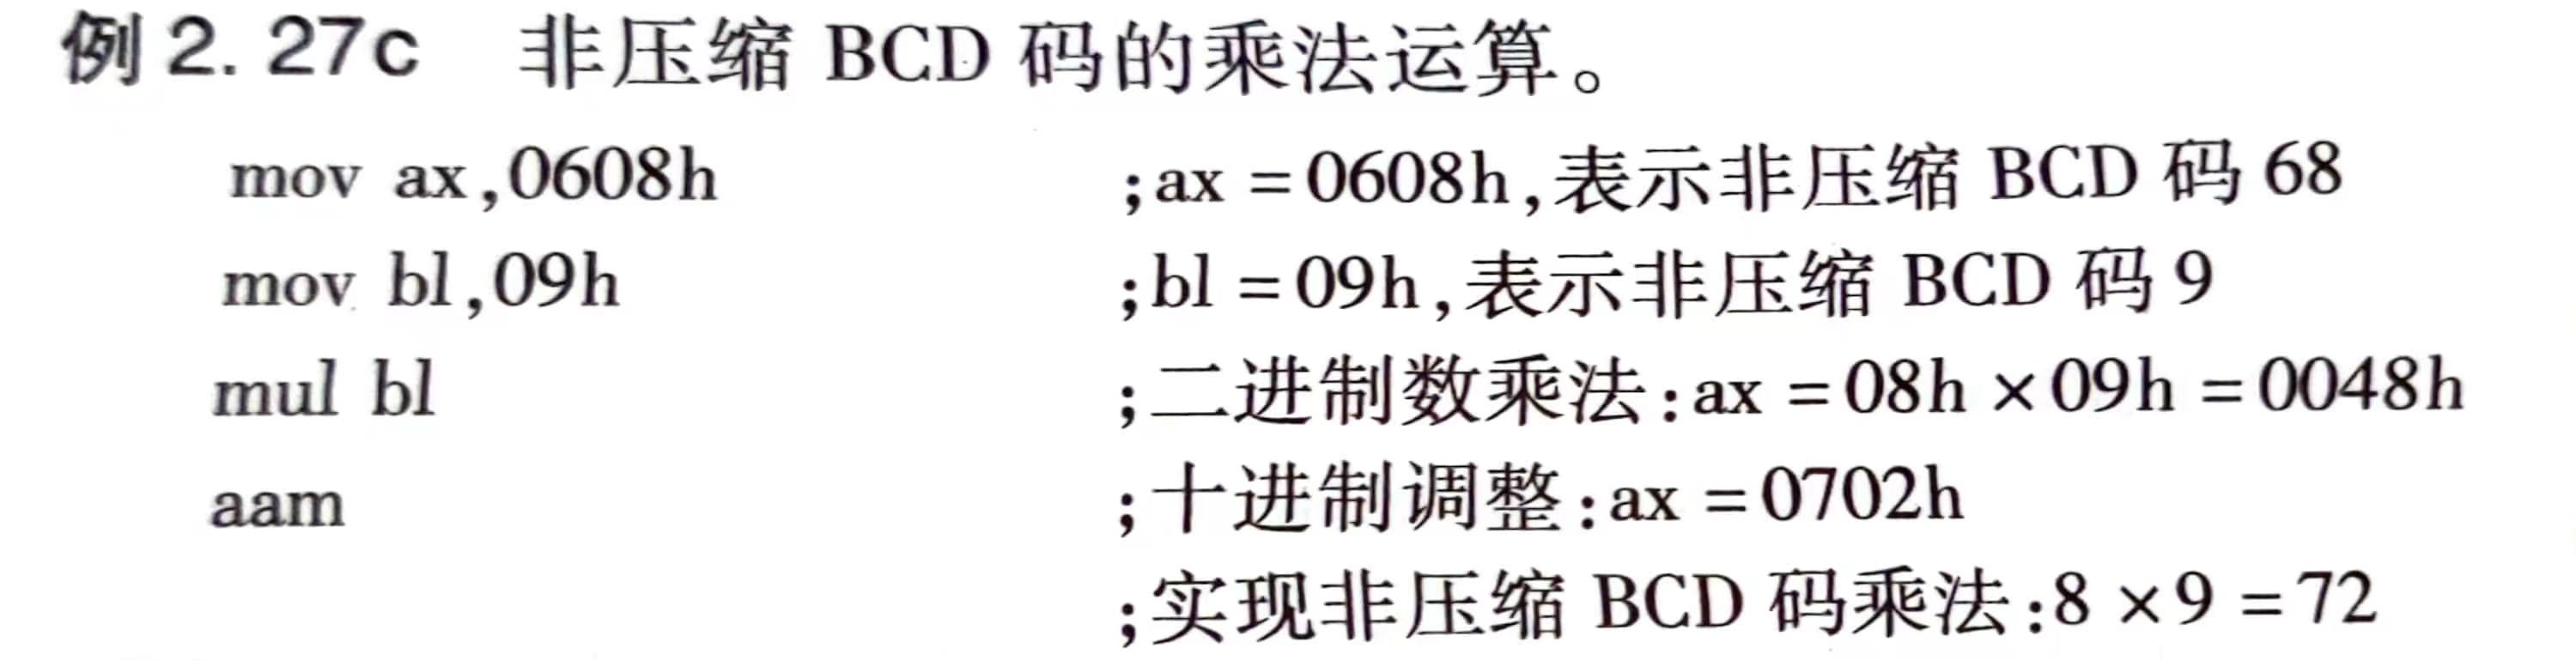 例 2.27c 非压缩 BCD 码的乘法运算。
mov ax,0608h ;ax =0608h,表示非压缩 BCD 码 68
mov bl,09h ;bl =09h,表示非压缩 BCD 码 9
mul bl ;二进制数乘法:ax =08h ×09h =0048h
aam ;十进制调整:ax =0702h
;实现非压缩 BCD 码乘法:8 ×9 =72